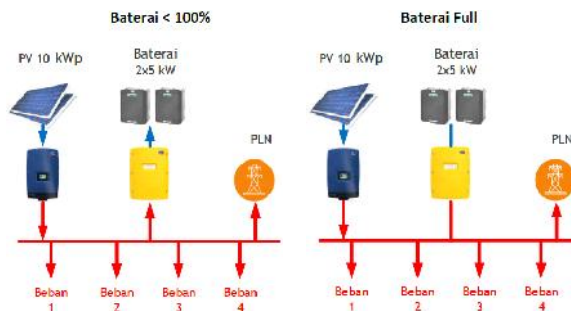 Baterai < 100%
PV 10 kWp
Baterai
2x5 kW
PLN
Beban
1
Beban
2
Beban
3
Beban
4
Baterai Full
PV 10 kWp
Baterai
2x5 kW
PLN
Beban
1
Beban
2
Beban
3
Beban
4